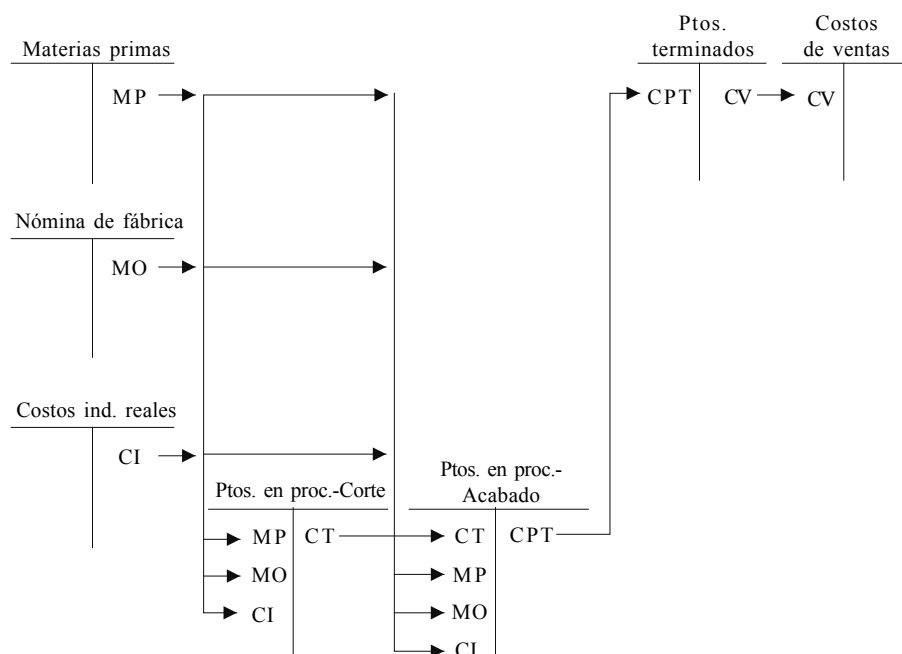 Materias primas
MP
Ptos.
terminados
CPT CV
Costos
de ventas
CV
Nómina de fábrica
MO
Costos ind. reales
CI
Ptos. en proc.-Corte
MP CT
MO
CI
Ptos. en proc.-
Acabado
CT CPT
MP
MO
CI